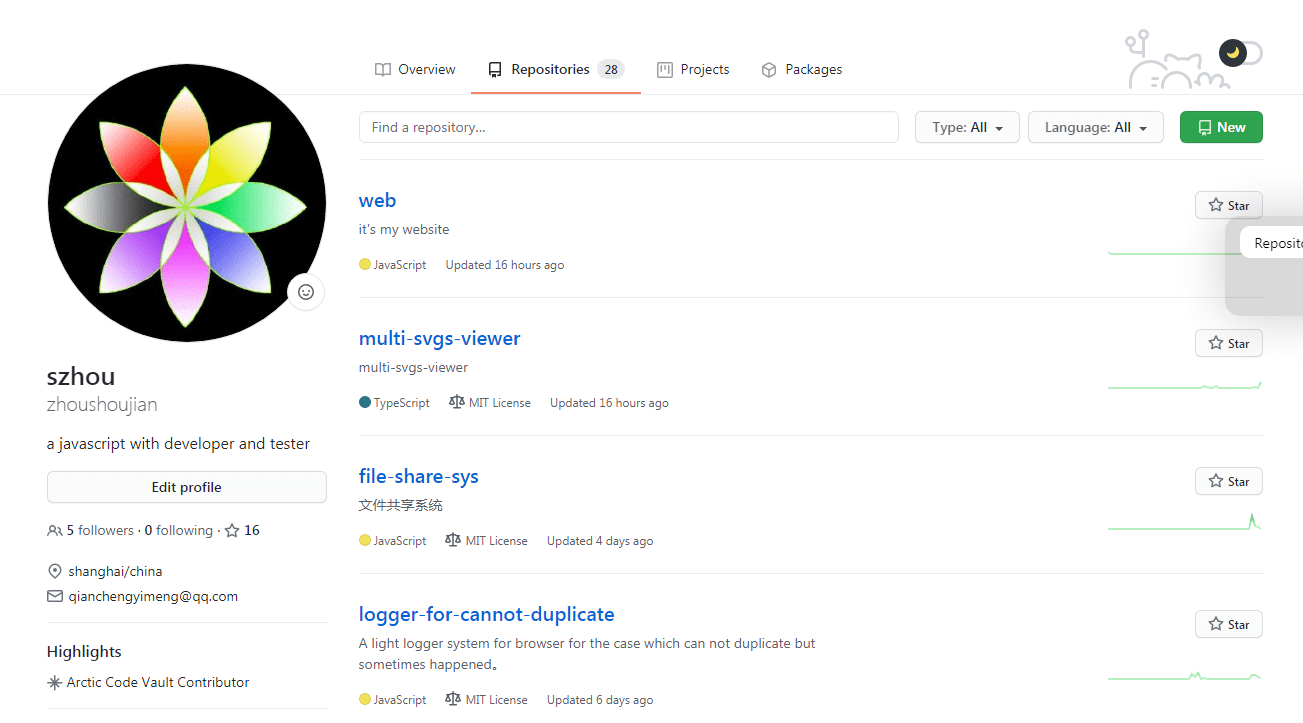 Overview Repositories 28 Projects Packages
Find a repository... Type: All Language: All New
web
Star
it's my website
JavaScript Updated 16 hours ago
multi-svgs-viewer
Star
multi-svgs-viewer
TypeScript MIT License Updated 16 hours ago
file-share-sys
Star
文件共享系统
JavaScript MIT License Updated 4 days ago
logger-for-cannot-duplicate
Star
A light logger system for browser for the case which can not duplicate but
sometimes happened。
JavaScript MIT License Updated 6 days ago
szhou
zhoushoujian
a javascript with developer and tester
Edit profile
5 followers · 0 following · 16
shanghai/china
qianchengyimeng@qq.com
Highlights
Arctic Code Vault Contributor